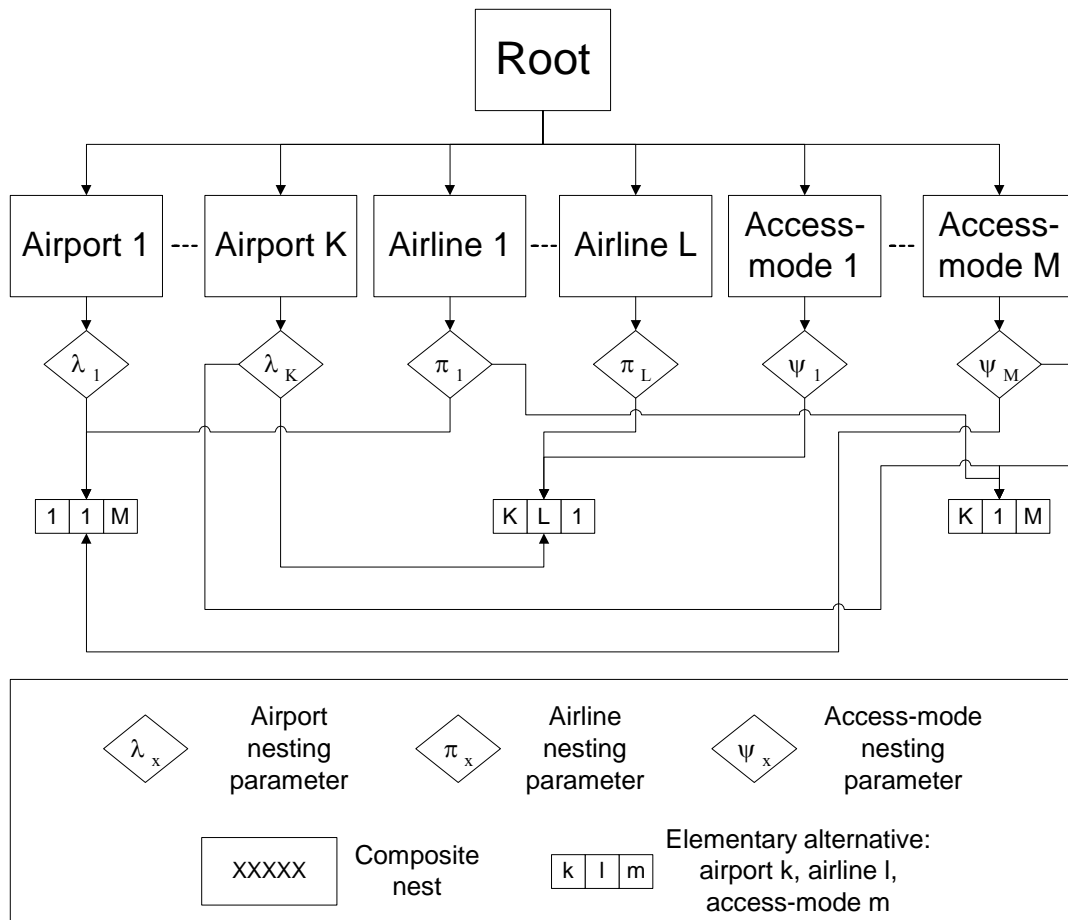 Root
Airport 1 --- Airport K Airline 1 --- Airline L Access-mode 1 --- Access-mode M
λ 1 λ K π 1 π L ψ 1 ψ M
1 1 M K L 1 K 1 M
λ x
Airport
nesting
parameter
π x
Airline
nesting
parameter
ψ x
Access-mode
nesting
parameter
XXXXX
Composite
nest
k l m
Elementary alternative:
airport k, airline l,
access-mode m